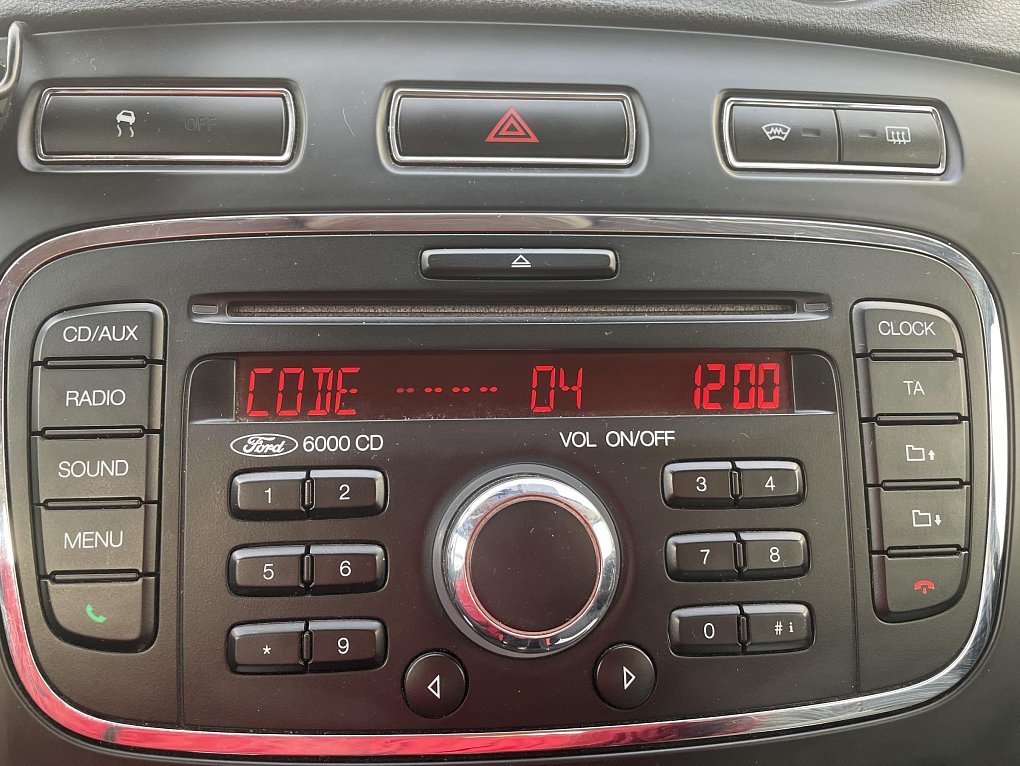 OFF
CD/AUX
RADIO
SOUND
MENU
CODE ---- 04 1200
Ford 6000 CD
VOL ON/OFF
1 2
5 6
* 9
3 4
7 8
0 # i
CLOCK
TA